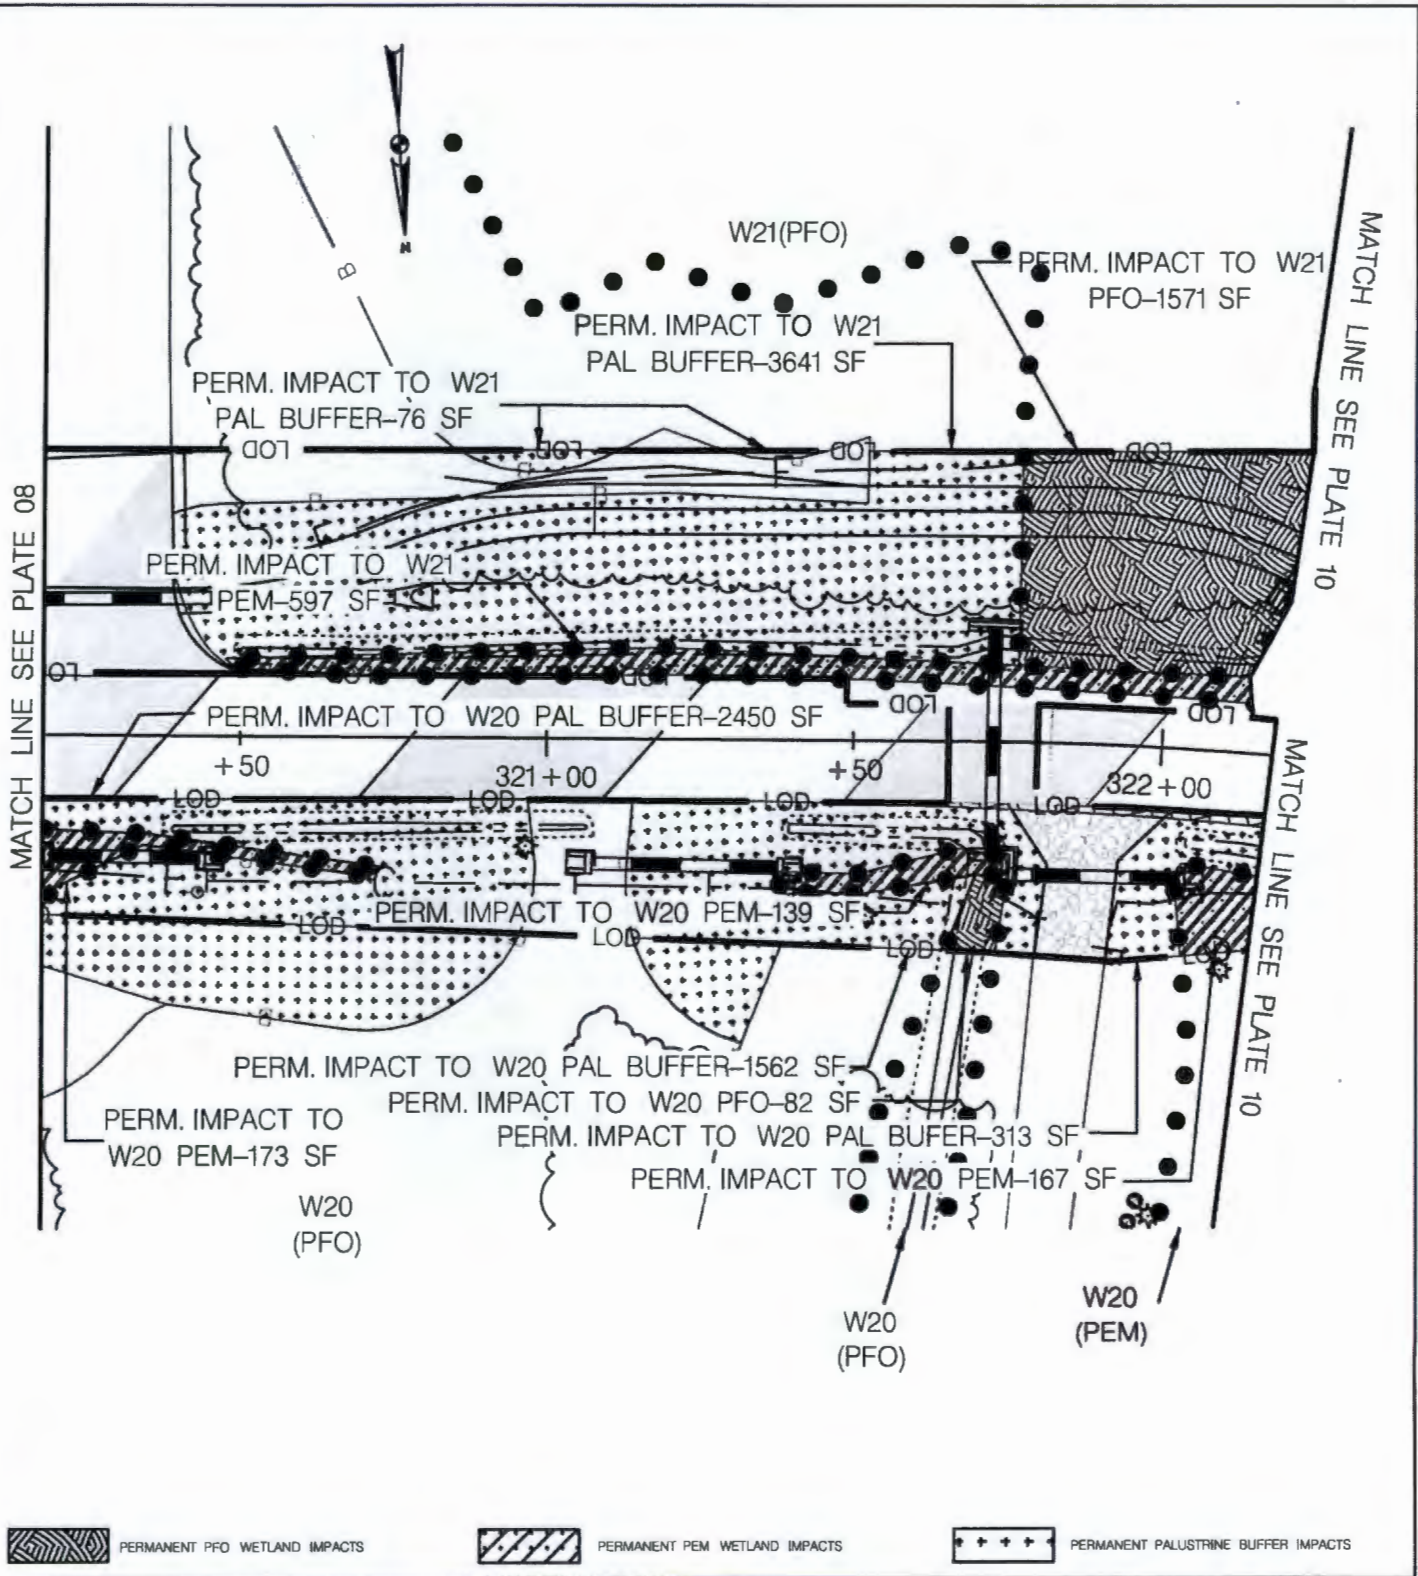 N
W21(PFO)
B
PERM. IMPACT TO W21
PFO-1571 SF
PERM. IMPACT TO W21
PAL BUFFER-3641 SF
PERM. IMPACT TO W21
PAL BUFFER-76 SF
LOD LOD LOD LOD
MATCH LINE SEE PLATE 08
MATCH LINE SEE PLATE 10
PERM. IMPACT TO W21
PEM-597 SF
LOD LOD LOD
LOD LOD
PERM. IMPACT TO W20 PAL BUFFER-2450 SF
+50 321+00 +50 322+00
LOD LOD LOD LOD
MATCH LINE SEE PLATE 10
PERM. IMPACT TO W20 PEM-139 SF
LOD LOD LOD LOD
PERM. IMPACT TO W20 PAL BUFFER-1562 SF
PERM. IMPACT TO W20 PFO-82 SF
PERM. IMPACT TO
W20 PEM-173 SF
PERM. IMPACT TO W20 PAL BUFER-313 SF
PERM. IMPACT TO W20 PEM-167 SF
W20
(PFO)
W20
(PFO)
W20
(PEM)
PERMANENT PFO WETLAND IMPACTS
PERMANENT PEM WETLAND IMPACTS
PERMANENT PALUSTRINE BUFFER IMPACTS